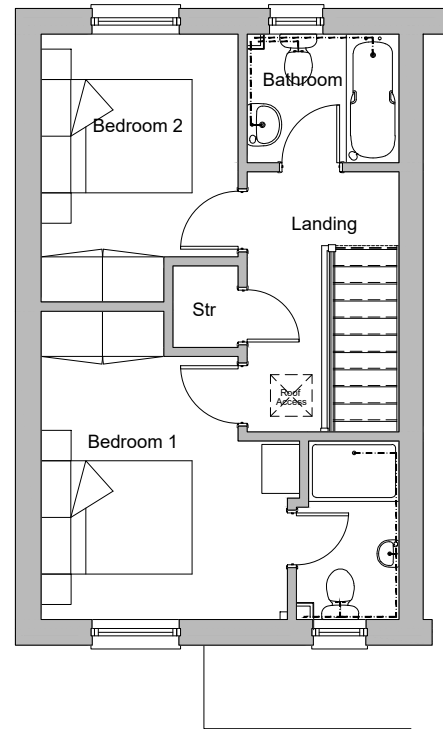 Bathroom
Bedroom 2
Landing
Str
Roof
Access
Bedroom 1